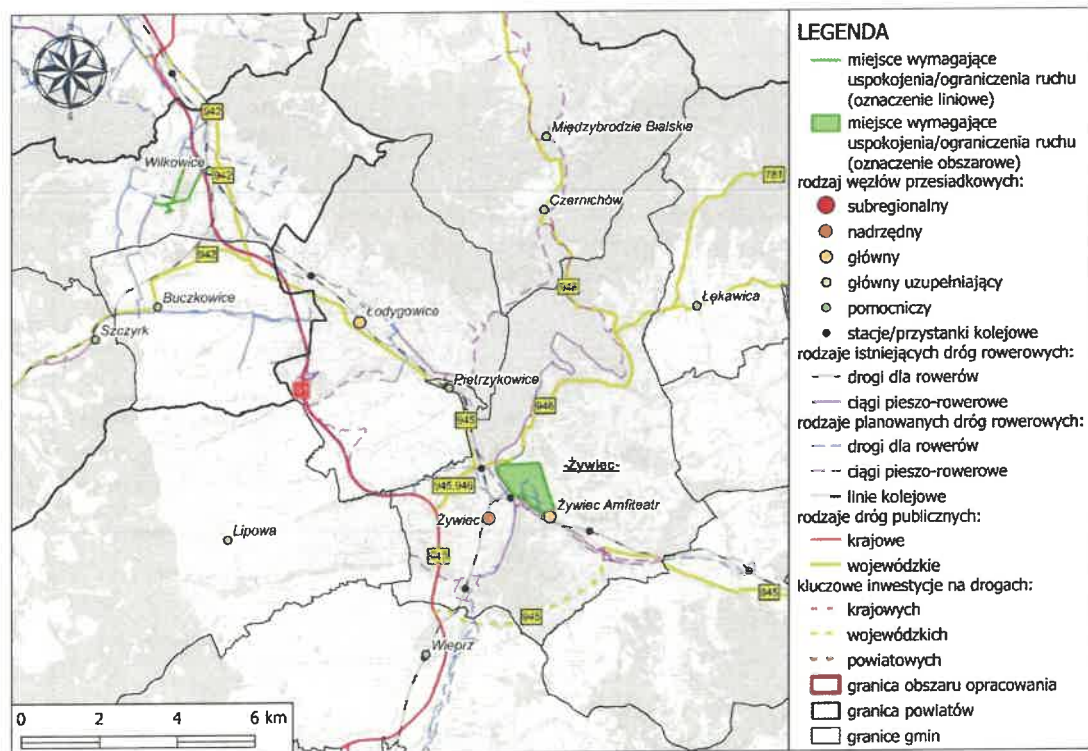 942
Wilkowice
942
942
Buczkowice
Szczyrk
Łodygowice
Międzybrodzie Bialskie
Czernichów
781
948
Łękawica
Pietrzykowice
945
948
-Żywiec-
945,946
Żywiec
Żywiec Amfiteatr
Lipowa
945
945
Wieprz
0 2 4 6 km
LEGENDA
miejsce wymagające
uspokojenia/ograniczenia ruchu
(oznaczenie liniowe)
miejsce wymagające
uspokojenia/ograniczenia ruchu
(oznaczenie obszarowe)
rodzaj węzłów przesiadkowych:
subregionalny
nadrzędny
główny
główny uzupełniający
pomocniczy
stacje/przystanki kolejowe
rodzaje istniejących dróg rowerowych:
drogi dla rowerów
ciągi pieszo-rowerowe
rodzaje planowanych dróg rowerowych:
drogi dla rowerów
ciągi pieszo-rowerowe
linie kolejowe
rodzaje dróg publicznych:
krajowe
wojewódzkie
kluczowe inwestycje na drogach:
krajowych
wojewódzkich
powiatowych
granica obszaru opracowania
granica powiatów
granice gmin